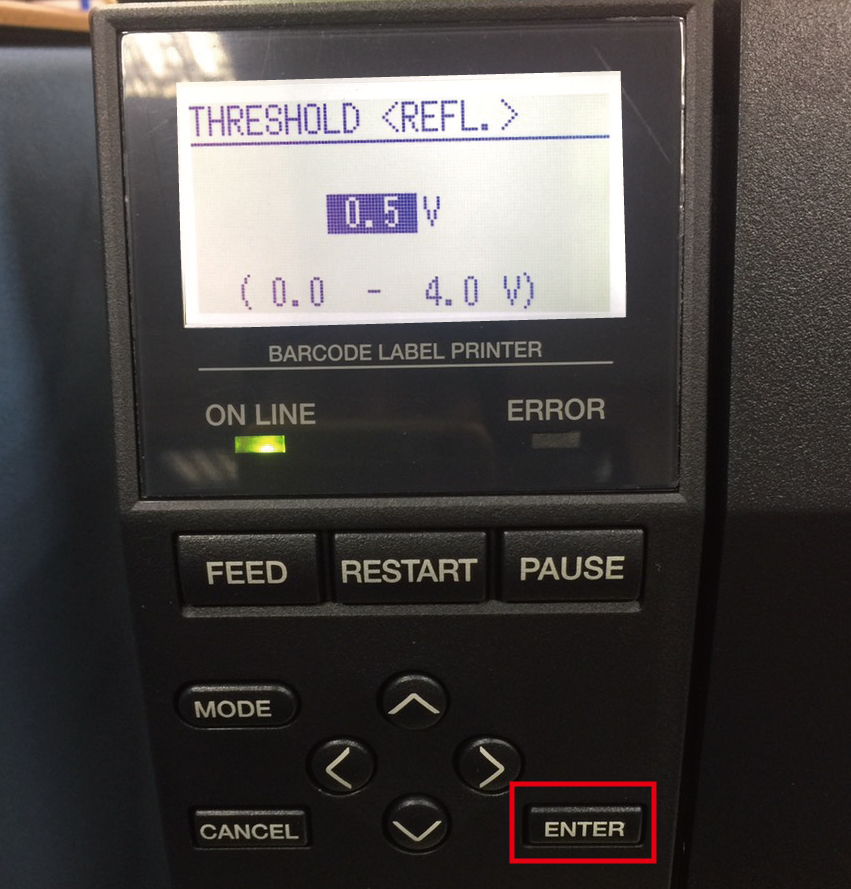 THRESHOLD <REFL.>
0.5 V
( 0.0 - 4.0 V)
BARCODE LABEL PRINTER
ON LINE ERROR
FEED RESTART PAUSE
MODE
CANCEL ENTER